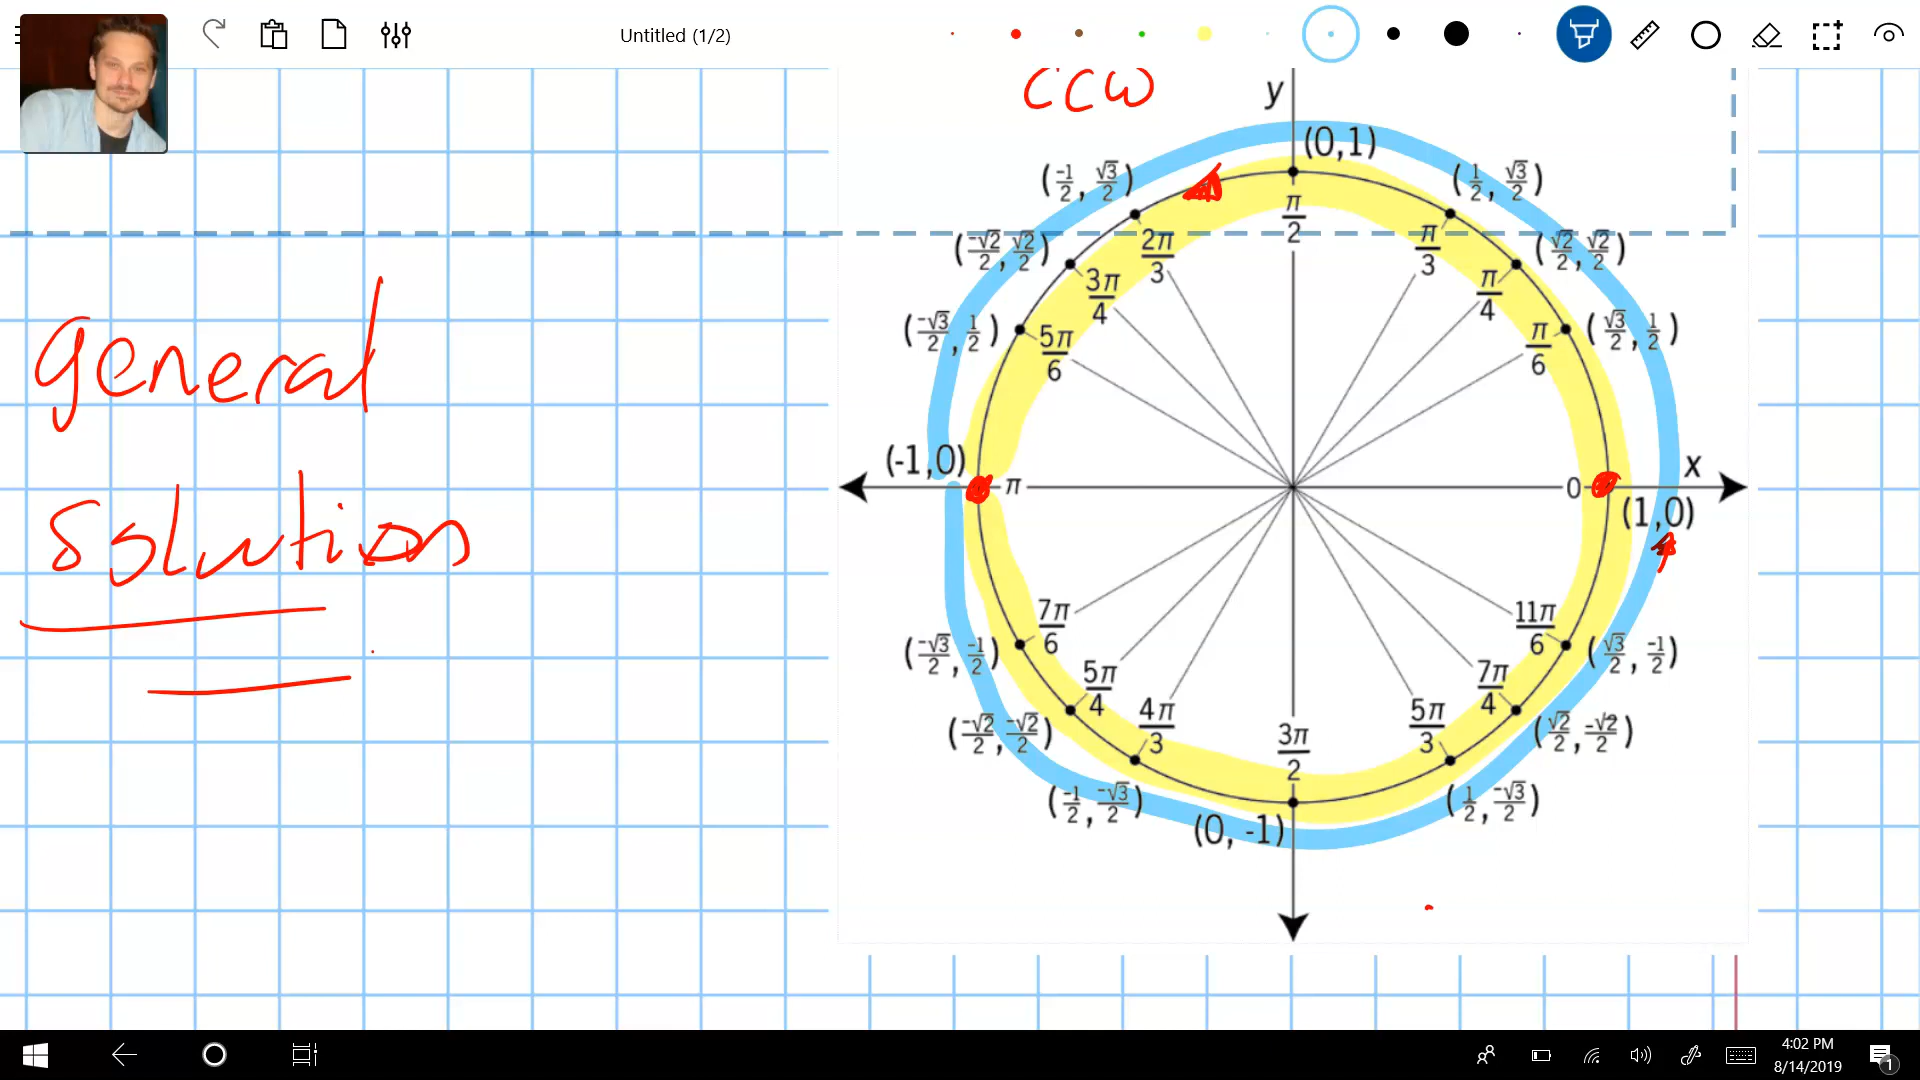 Untitled (1/2)
CCW
y
(0,1)
(-1/2, √3/2)
(1/2, √3/2)
π/2
(-√2/2, √2/2)
2π/3
π/3
(√2/2, √2/2)
3π/4
π/4
general
(-√3/2, 1/2)
5π/6
π/6
(√3/2, 1/2)
(-1,0)
π
0
x
(1,0)
solution
7π/6
11π/6
(-√3/2, -1/2)
(√3/2, -1/2)
5π/4
7π/4
4π/3
5π/3
(-√2/2, -√2/2)
3π/2
(√2/2, -√2/2)
(-1/2, -√3/2)
(1/2, -√3/2)
(0, -1)
4:02 PM
8/14/2019
1